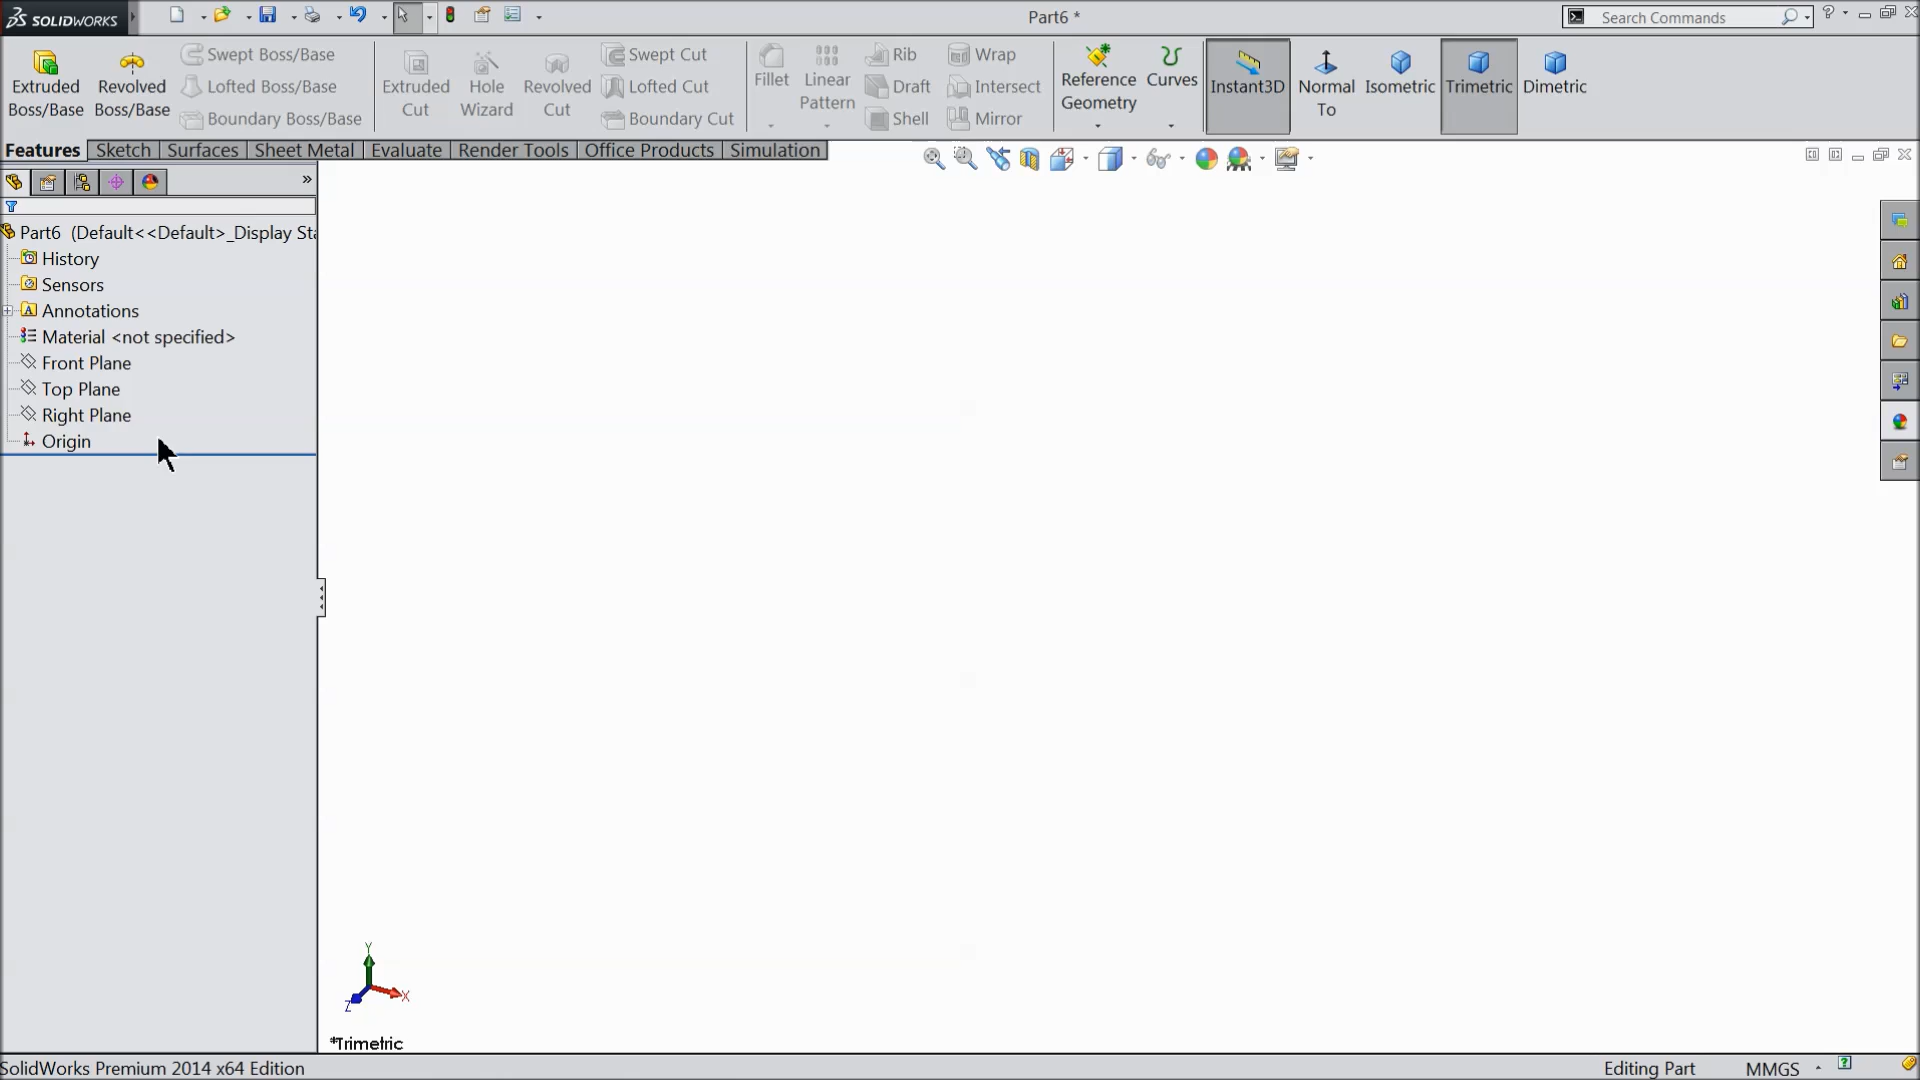 SOLIDWORKS
Part6 *
Search Commands
Extruded Boss/Base
Revolved Boss/Base
Swept Boss/Base
Lofted Boss/Base
Boundary Boss/Base
Extruded Cut
Hole Wizard
Revolved Cut
Swept Cut
Lofted Cut
Boundary Cut
Fillet
Linear Pattern
Rib
Draft
Shell
Wrap
Intersect
Mirror
Reference Geometry
Curves
Instant3D
Normal To
Isometric
Trimetric
Dimetric
Features
Sketch
Surfaces
Sheet Metal
Evaluate
Render Tools
Office Products
Simulation
Part6 (Default<<Default>_Display Sta
History
Sensors
Annotations
Material <not specified>
Front Plane
Top Plane
Right Plane
Origin
Y
X
Z
*Trimetric
SolidWorks Premium 2014 x64 Edition
Editing Part
MMGS